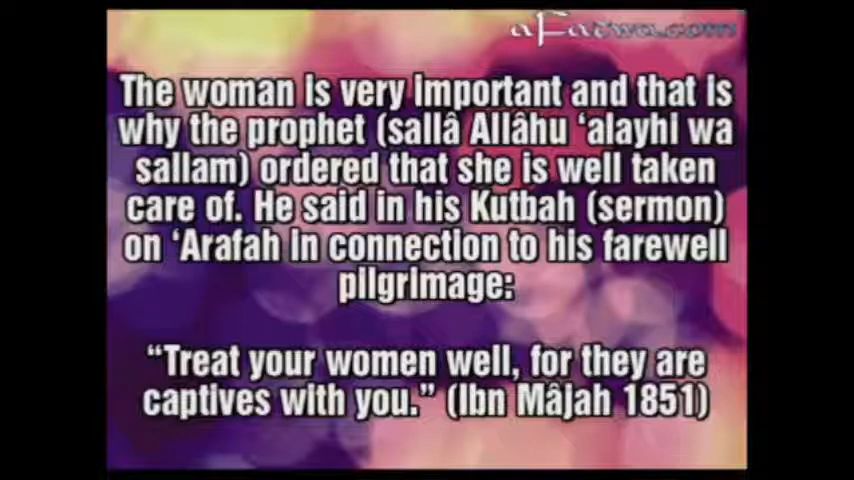 aFatwa.com
The woman is very important and that is
why the prophet (sallâ Allâhu ‘alayhi wa
sallam) ordered that she is well taken
care of. He said in his Kutbah (sermon)
on ‘Arafah in connection to his farewell
pilgrimage:
“Treat your women well, for they are
captives with you.” (Ibn Mâjah 1851)